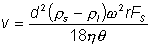 v = d²(ρₛ − ρₗ)ω²rFₛ / 18ηθ